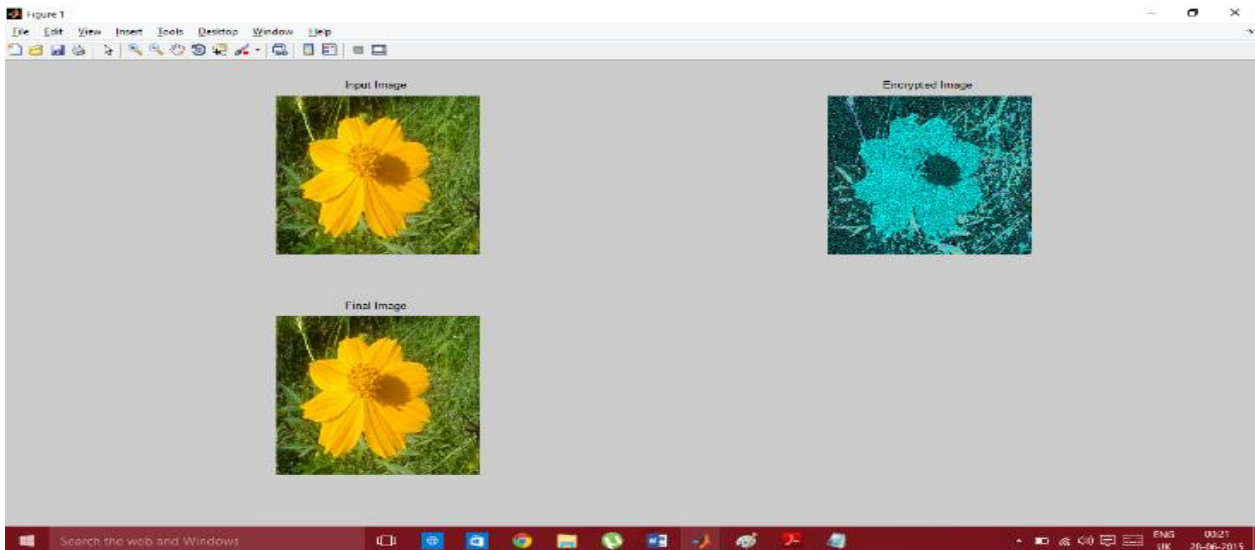 Figure 1
File Edit View Insert Tools Desktop Window Help
Input Image
Encrypted Image
Final Image
Search the web and Windows
ENG 00:21
UK 28-06-2015